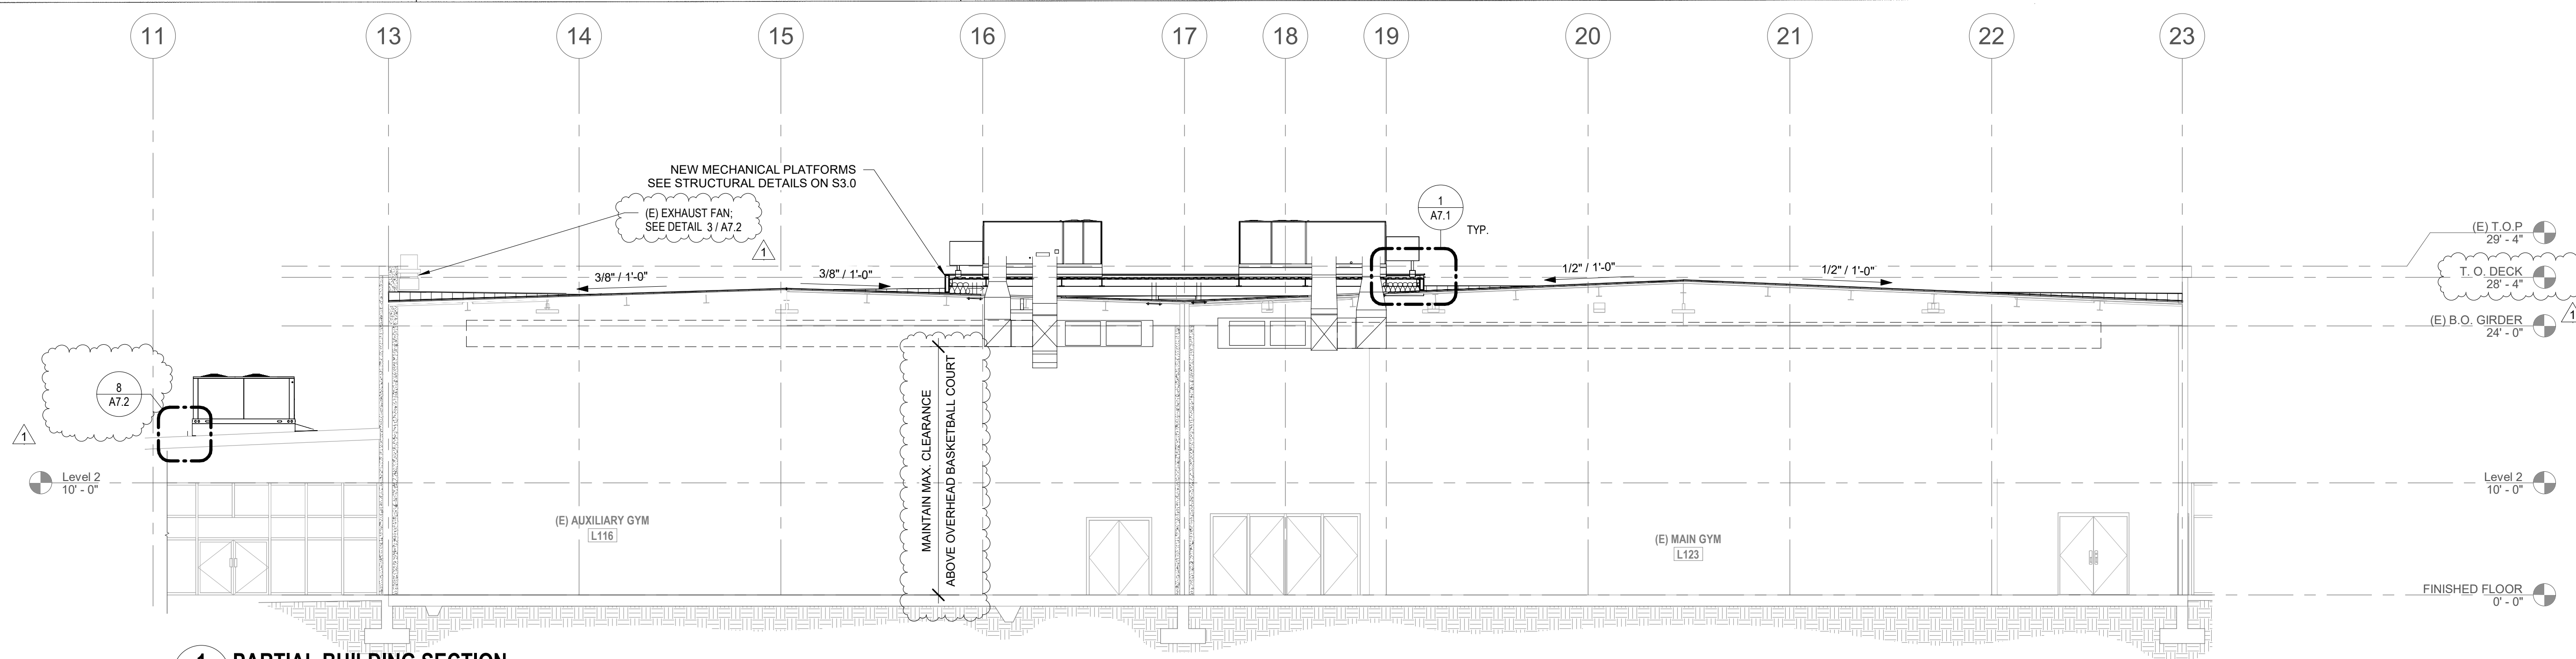 11
13
14
15
16
17
18
19
20
21
22
23
NEW MECHANICAL PLATFORMS
SEE STRUCTURAL DETAILS ON S3.0
(E) EXHAUST FAN;
SEE DETAIL 3 / A7.2
1
3/8" / 1'-0"
3/8" / 1'-0"
1
A7.1
TYP.
1/2" / 1'-0"
1/2" / 1'-0"
(E) T.O.P
29' - 4"
T. O. DECK
28' - 4"
1
(E) B.O. GIRDER
24' - 0"
8
A7.2
1
MAINTAIN MAX. CLEARANCE
ABOVE OVERHEAD BASKETBALL COURT
Level 2
10' - 0"
Level 2
10' - 0"
(E) AUXILIARY GYM
L116
(E) MAIN GYM
L123
FINISHED FLOOR
0' - 0"
1
PARTIAL BUILDING SECTION